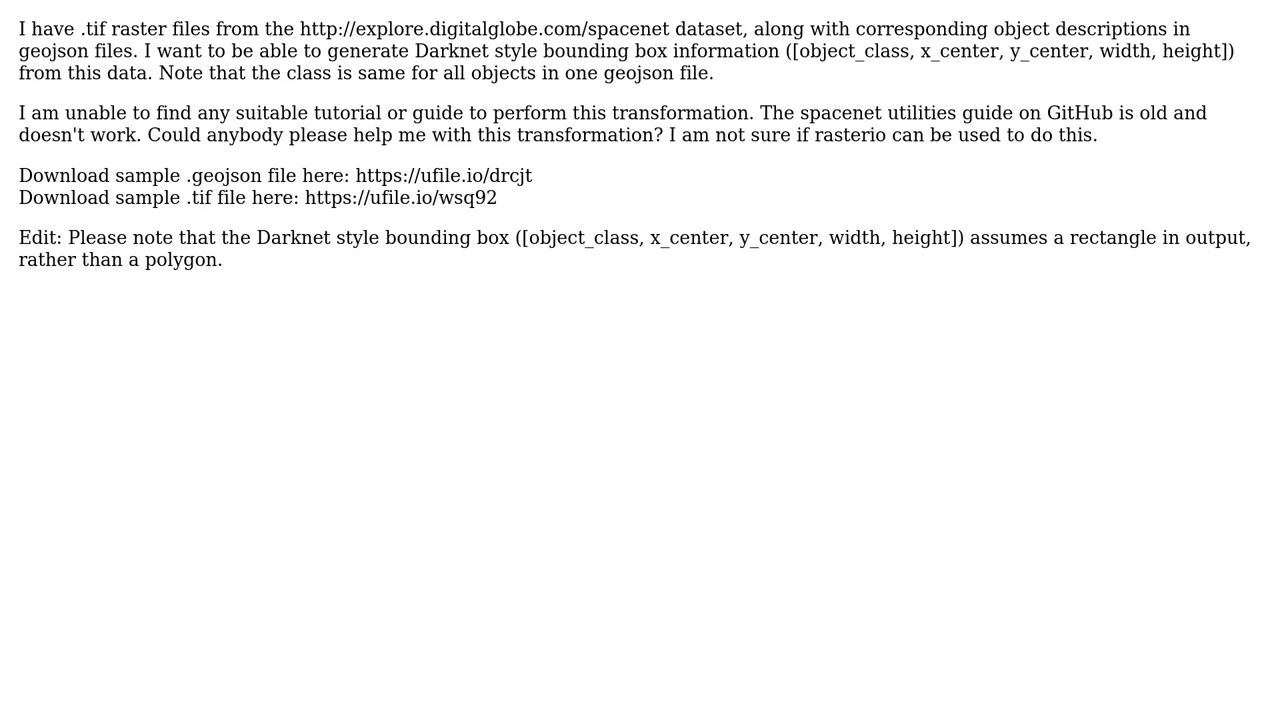 I have .tif raster files from the http://explore.digitalglobe.com/spacenet dataset, along with corresponding object descriptions in
geojson files. I want to be able to generate Darknet style bounding box information ([object_class, x_center, y_center, width, height])
from this data. Note that the class is same for all objects in one geojson file.
I am unable to find any suitable tutorial or guide to perform this transformation. The spacenet utilities guide on GitHub is old and
doesn't work. Could anybody please help me with this transformation? I am not sure if rasterio can be used to do this.
Download sample .geojson file here: https://ufile.io/drcjt
Download sample .tif file here: https://ufile.io/wsq92
Edit: Please note that the Darknet style bounding box ([object_class, x_center, y_center, width, height]) assumes a rectangle in output,
rather than a polygon.